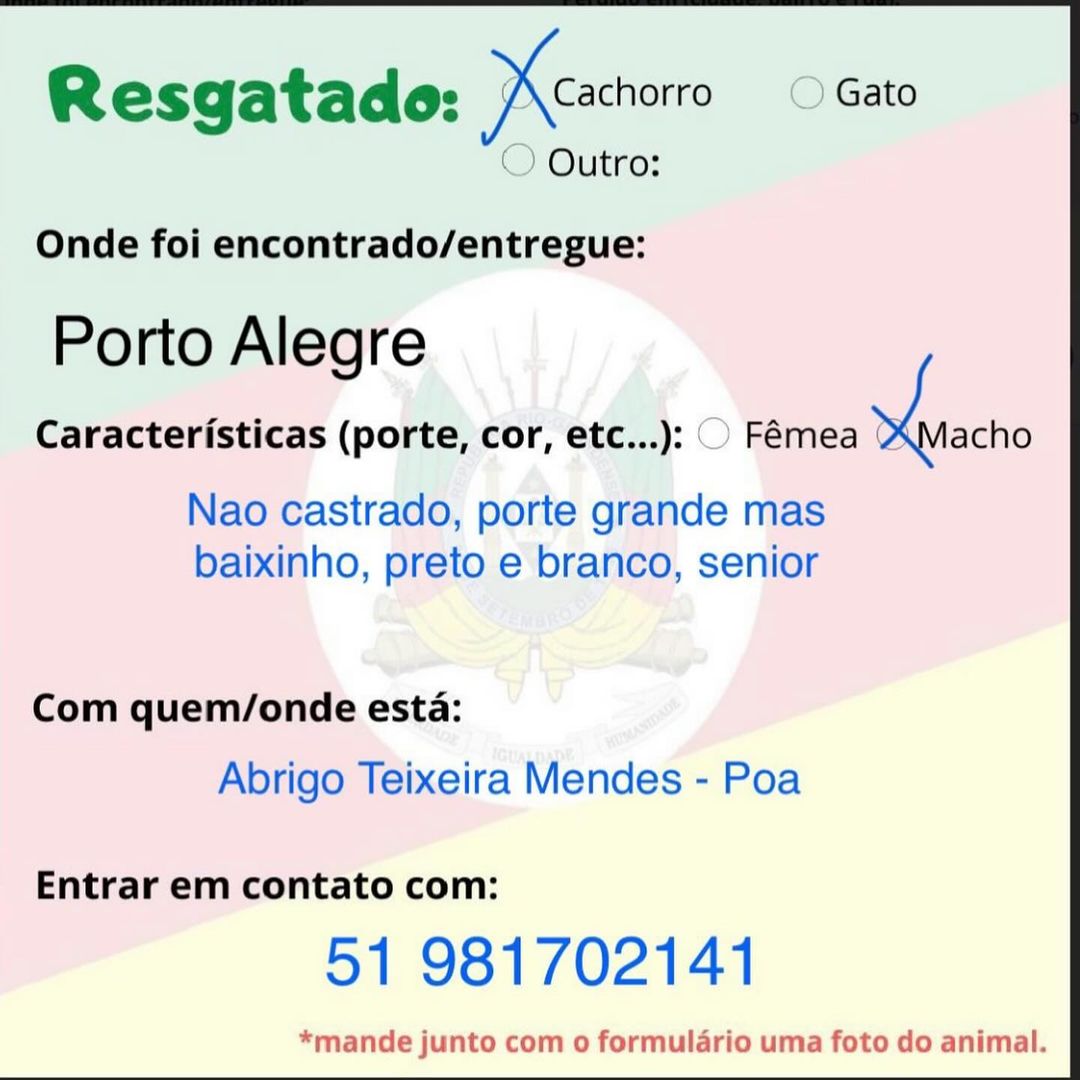 Resgatado: Cachorro Gato
Outro:
Onde foi encontrado/entregue:
Porto Alegre
Características (porte, cor, etc...): Fêmea Macho
Nao castrado, porte grande mas
baixinho, preto e branco, senior
Com quem/onde está:
IGUALDADE HUMANIDADE
Abrigo Teixeira Mendes - Poa
Entrar em contato com:
51 981702141
*mande junto com o formulário uma foto do animal.